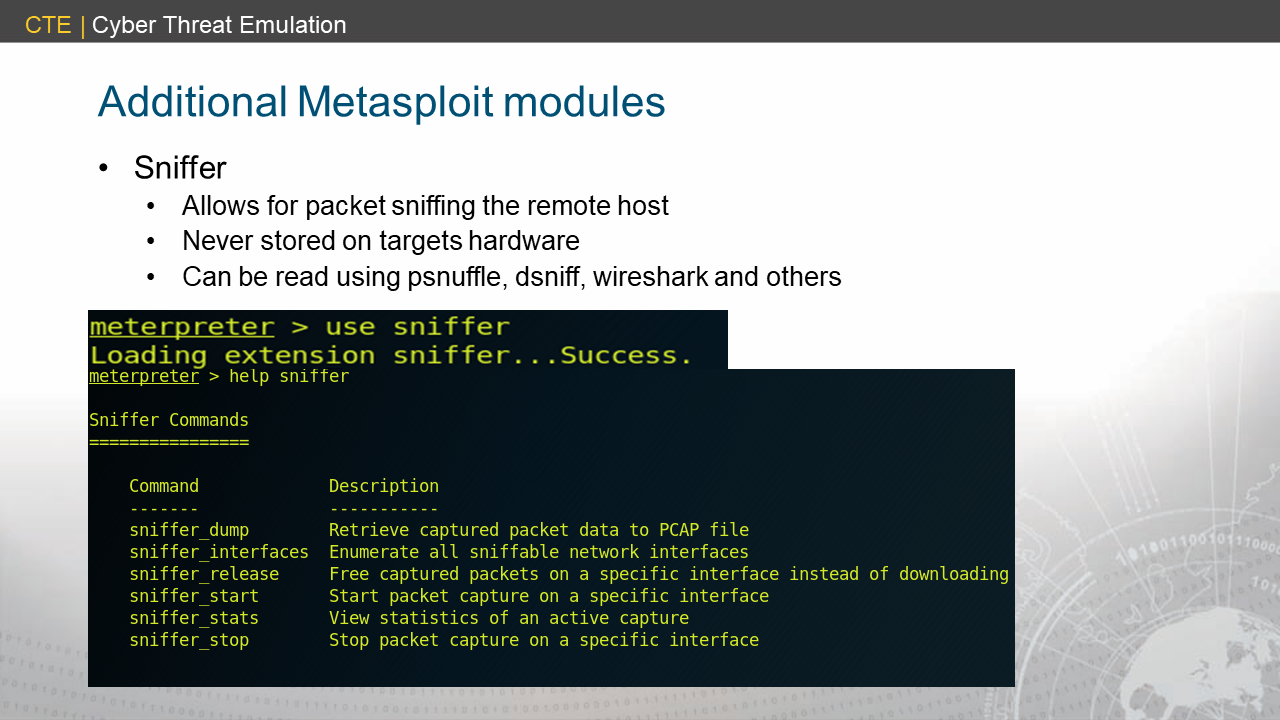 CTE | Cyber Threat Emulation
Additional Metasploit modules
• Sniffer
• Allows for packet sniffing the remote host
• Never stored on targets hardware
• Can be read using psnuffle, dsniff, wireshark and others
meterpreter > use sniffer
Loading extension sniffer...Success.
meterpreter > help sniffer
Sniffer Commands
================
Command Description
------- -----------
sniffer_dump Retrieve captured packet data to PCAP file
sniffer_interfaces Enumerate all sniffable network interfaces
sniffer_release Free captured packets on a specific interface instead of downloading
sniffer_start Start packet capture on a specific interface
sniffer_stats View statistics of an active capture
sniffer_stop Stop packet capture on a specific interface